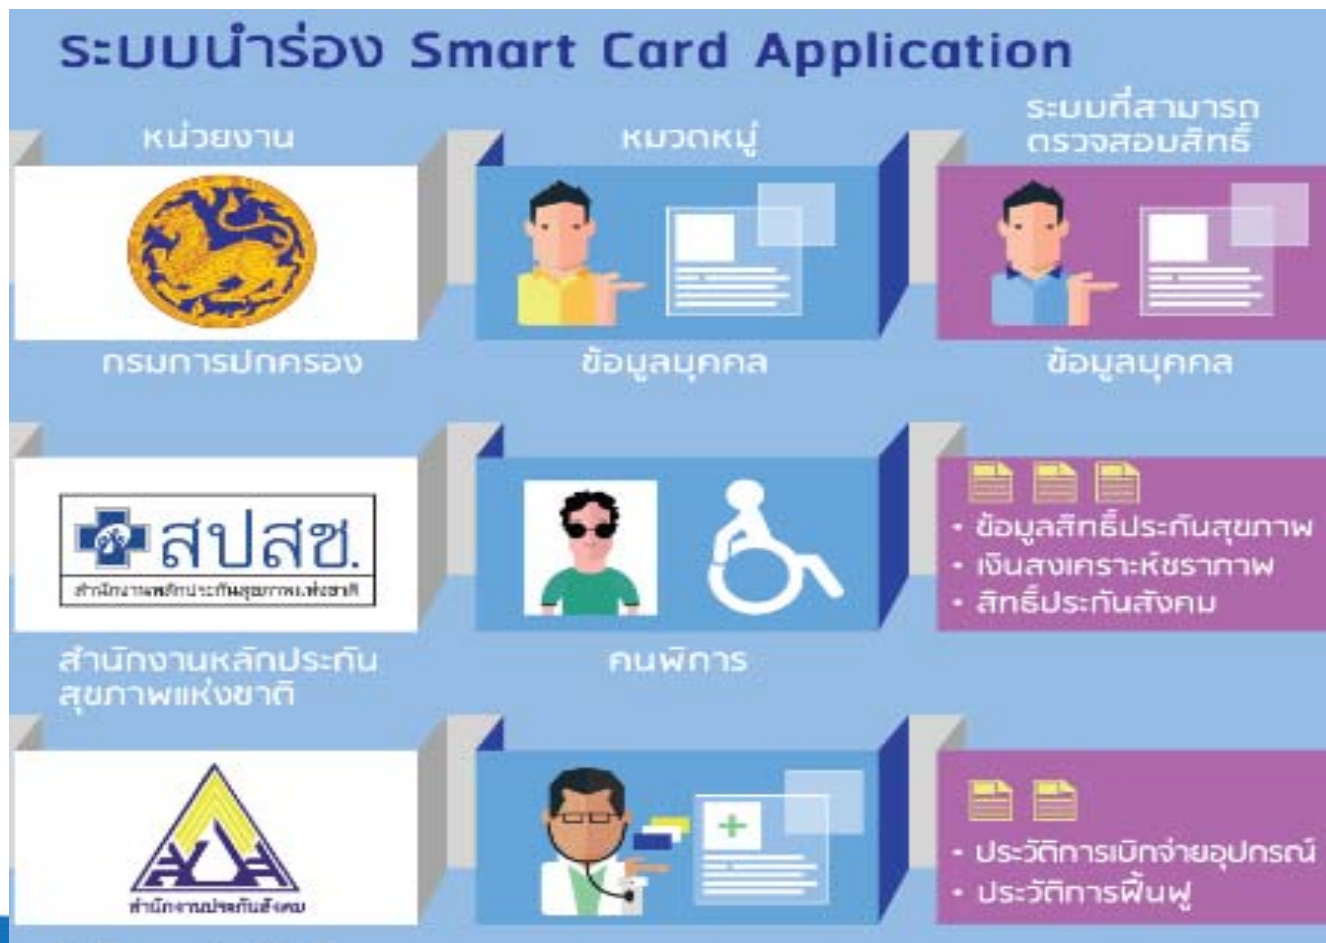 ระบบนำร่อง Smart Card Application
หน่วยงาน
หมวดหมู่
ระบบที่สามารถ
ตรวจสอบสิทธิ์
กรมการปกครอง
ข้อมูลบุคคล
ข้อมูลบุคคล
สปสช.
สำนักงานหลักประกันสุขภาพแห่งชาติ
สำนักงานหลักประกัน
สุขภาพแห่งชาติ
คนพิการ
• ข้อมูลสิทธิ์ประกันสุขภาพ
• เงินสงเคราะห์ชราภาพ
• สิทธิ์ประกันสังคม
สำนักงานประกันสังคม
• ประวัติการเบิกจ่ายอุปกรณ์
• ประวัติการฟื้นฟู